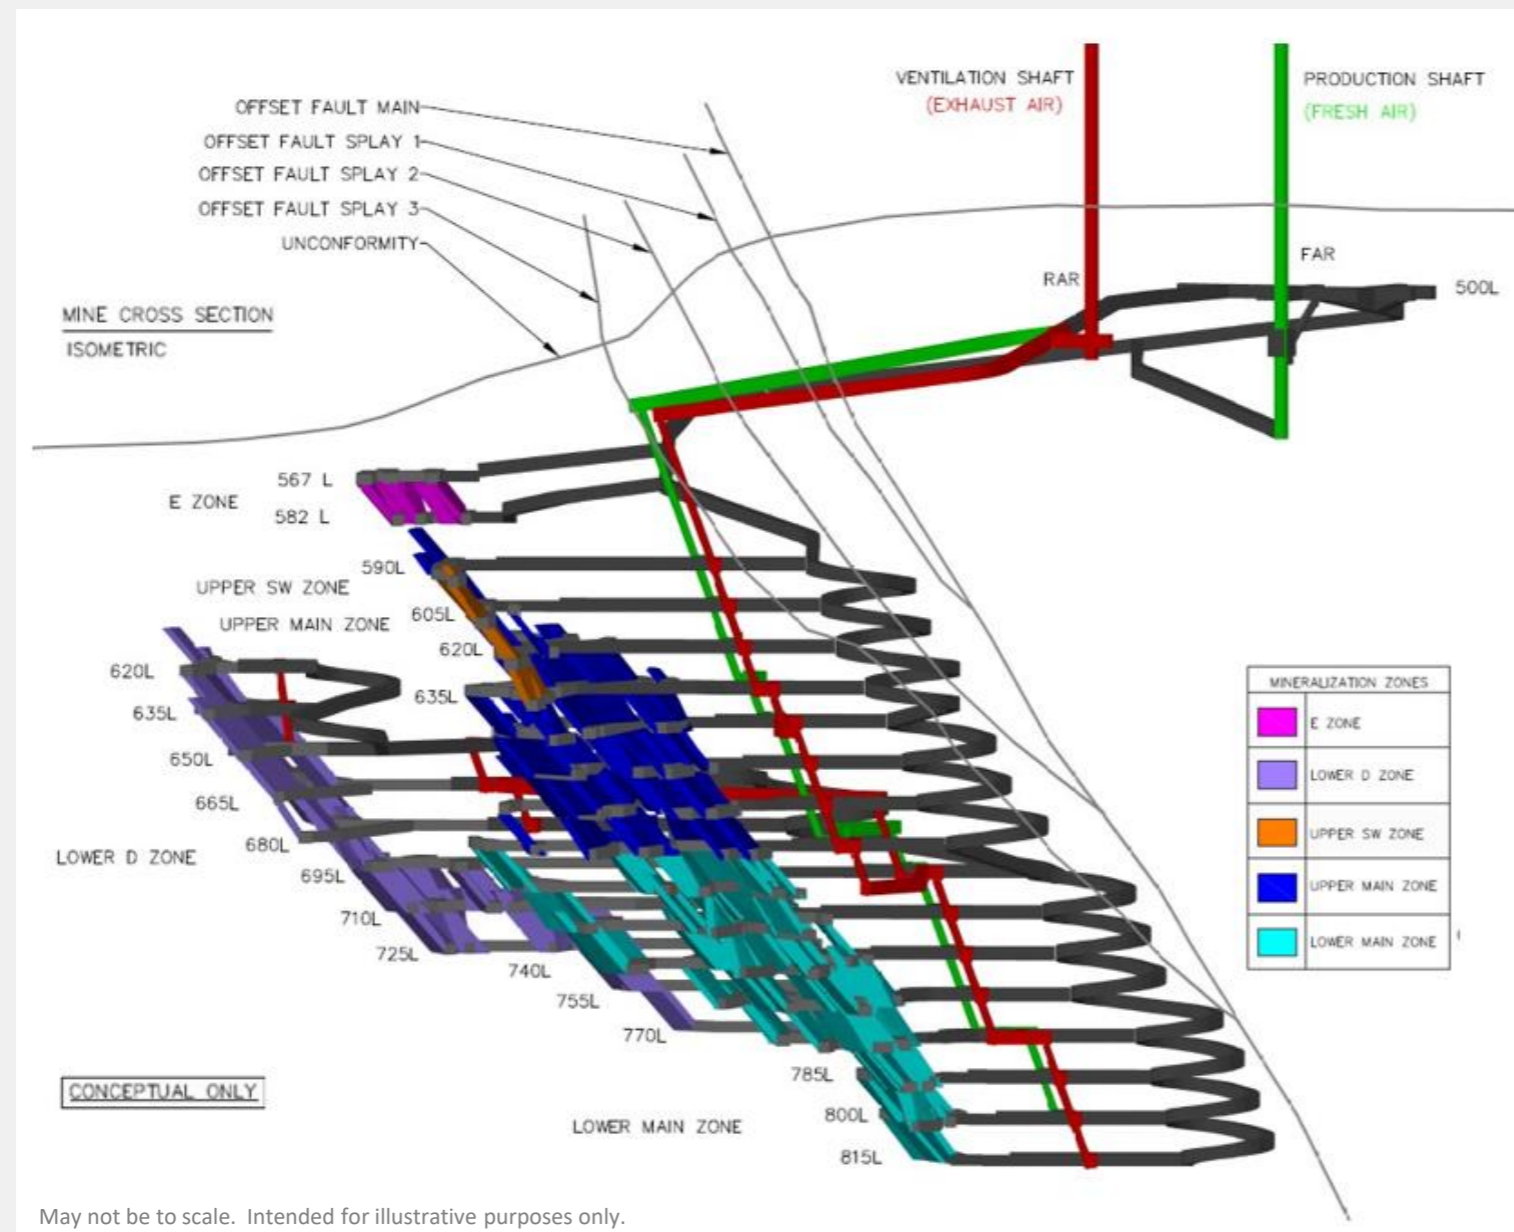 VENTILATION SHAFT
(EXHAUST AIR)
PRODUCTION SHAFT
(FRESH AIR)
OFFSET FAULT MAIN
OFFSET FAULT SPLAY 1
OFFSET FAULT SPLAY 2
OFFSET FAULT SPLAY 3
UNCONFORMITY
RAR
FAR
500L
MINE CROSS SECTION
ISOMETRIC
567 L
E ZONE
582 L
590L
UPPER SW ZONE
605L
UPPER MAIN ZONE
620L
620L
635L
635L
650L
665L
680L
LOWER D ZONE
695L
710L
725L
740L
755L
770L
785L
800L
815L
LOWER MAIN ZONE
MINERALIZATION ZONES
E ZONE
LOWER D ZONE
UPPER SW ZONE
UPPER MAIN ZONE
LOWER MAIN ZONE
CONCEPTUAL ONLY
May not be to scale. Intended for illustrative purposes only.